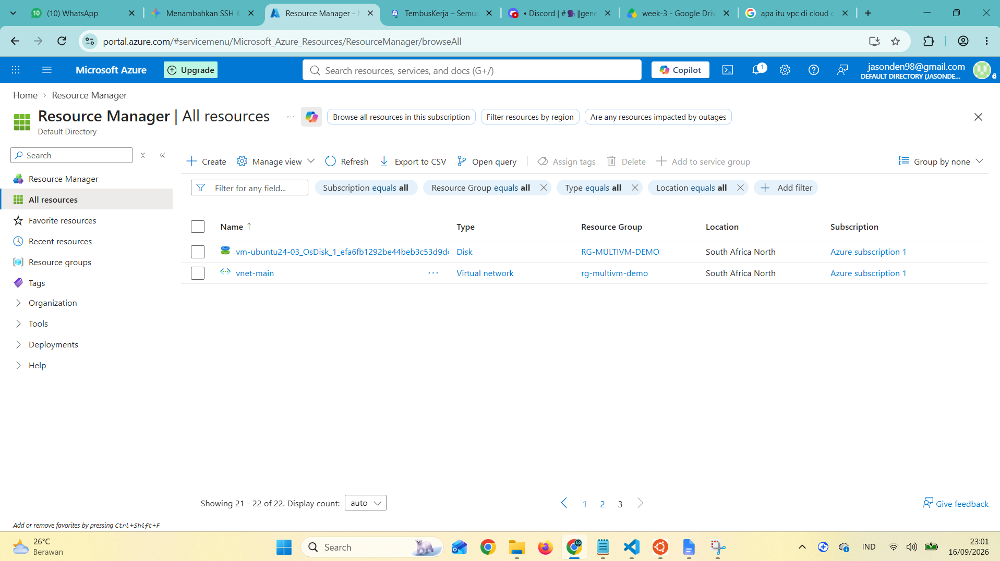 (10) WhatsApp
Menambahkan SSH K
Resource Manager - M
TembusKerja – Semua
• Discord | # gene
week-3 - Google Driv
apa itu vpc di cloud c
portal.azure.com/#servicemenu/Microsoft_Azure_Resources/ResourceManager/browseAll
Microsoft Azure
Upgrade
Search resources, services, and docs (G+/)
Copilot
1
jasonden98@gmail.com
DEFAULT DIRECTORY (JASONDE...
Home > Resource Manager
Resource Manager | All resources
...
Browse all resources in this subscription
Filter resources by region
Are any resources impacted by outages
Default Directory
Search
Resource Manager
All resources
Favorite resources
Recent resources
Resource groups
Tags
Organization
Tools
Deployments
Help
Add or remove favorites by pressing Ctrl+Shift+F
Create
Manage view
Refresh
Export to CSV
Open query
Assign tags
Delete
Add to service group
Group by none
Filter for any field...
Subscription equals all
Resource Group equals all
Type equals all
Location equals all
Add filter
Name ↑ Type Resource Group Location Subscription
vm-ubuntu24-03_OsDisk_1_efa6fb1292be44beb3c53d9d Disk RG-MULTIVM-DEMO South Africa North Azure subscription 1
vnet-main ... Virtual network rg-multivm-demo South Africa North Azure subscription 1
Showing 21 - 22 of 22. Display count: auto
1 2 3
Give feedback
26°C
Berawan
Search
IND
23:01
16/09/2026